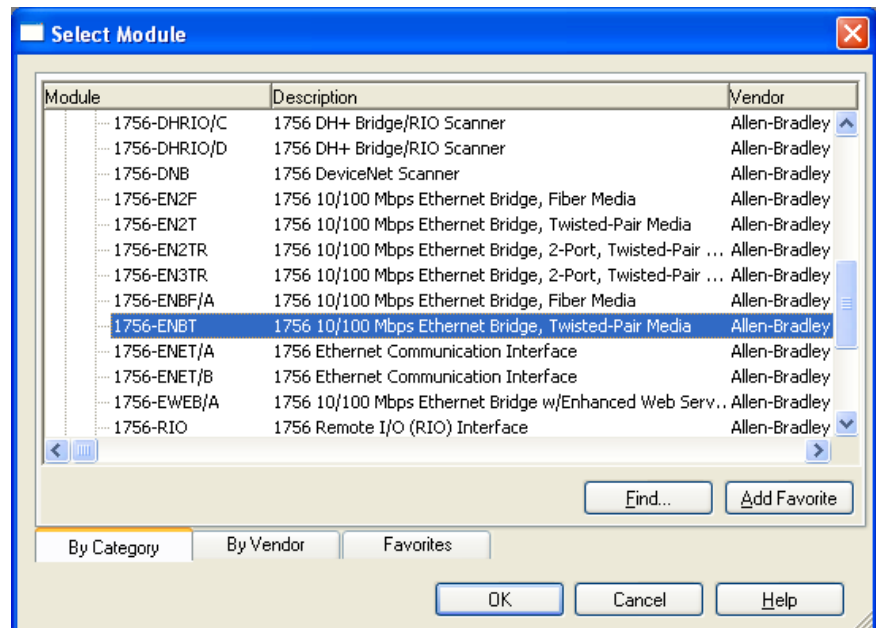 Select Module
Module Description Vendor
1756-DHRIO/C 1756 DH+ Bridge/RIO Scanner Allen-Bradley
1756-DHRIO/D 1756 DH+ Bridge/RIO Scanner Allen-Bradley
1756-DNB 1756 DeviceNet Scanner Allen-Bradley
1756-EN2F 1756 10/100 Mbps Ethernet Bridge, Fiber Media Allen-Bradley
1756-EN2T 1756 10/100 Mbps Ethernet Bridge, Twisted-Pair Media Allen-Bradley
1756-EN2TR 1756 10/100 Mbps Ethernet Bridge, 2-Port, Twisted-Pair ... Allen-Bradley
1756-EN3TR 1756 10/100 Mbps Ethernet Bridge, 2-Port, Twisted-Pair ... Allen-Bradley
1756-ENBF/A 1756 10/100 Mbps Ethernet Bridge, Fiber Media Allen-Bradley
1756-ENBT 1756 10/100 Mbps Ethernet Bridge, Twisted-Pair Media Allen-Bradley
1756-ENET/A 1756 Ethernet Communication Interface Allen-Bradley
1756-ENET/B 1756 Ethernet Communication Interface Allen-Bradley
1756-EWEB/A 1756 10/100 Mbps Ethernet Bridge w/Enhanced Web Serv.. Allen-Bradley
1756-RIO 1756 Remote I/O (RIO) Interface Allen-Bradley
Find... Add Favorite
By Category By Vendor Favorites
OK Cancel Help